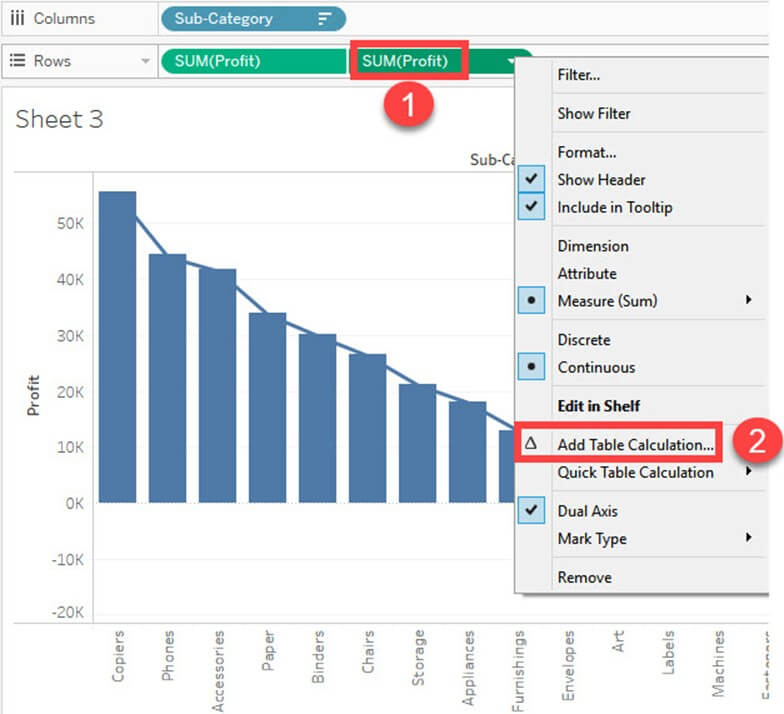 Columns
Sub-Category
Rows
SUM(Profit)
SUM(Profit)
1
Sheet 3
Profit
50K
40K
30K
20K
10K
0K
-10K
-20K
Copiers
Phones
Accessories
Paper
Binders
Chairs
Storage
Appliances
Furnishings
Envelopes
Art
Labels
Machines
Filter...
Show Filter
Format...
Show Header
Include in Tooltip
Dimension
Attribute
Measure (Sum)
Discrete
Continuous
Edit in Shelf
Add Table Calculation...
2
Quick Table Calculation
Dual Axis
Mark Type
Remove